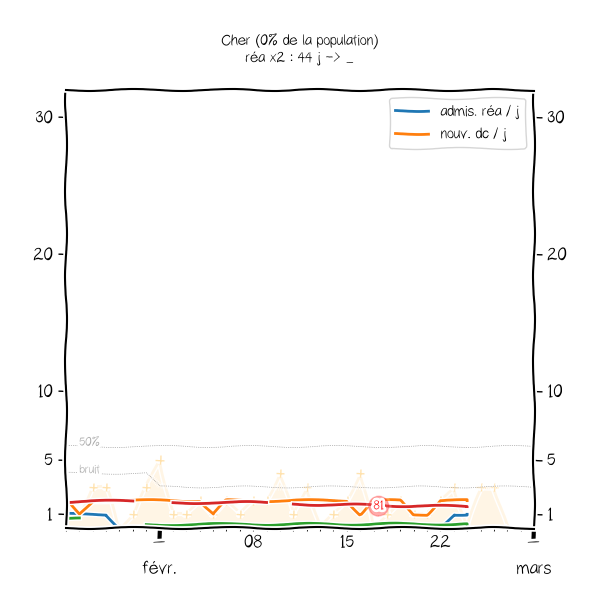 Cher (0% de la population)
réa x2 : 44 j -> _
admis. réa / j
nouv. dc / j
30 30
20 20
10 10
50%
5 5
bruit
81
1 1
08 15 22
févr. mars